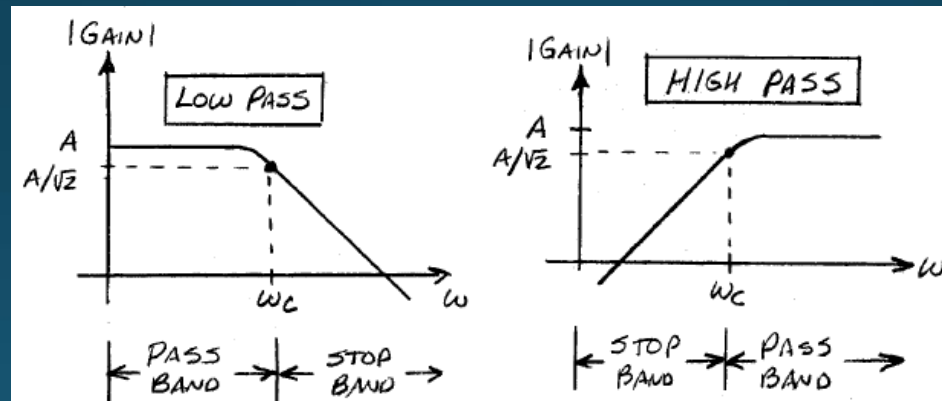 |GAIN|
LOW PASS
A
A/√2
ωc
ω
PASS
BAND
STOP
BAND
|GAIN|
HIGH PASS
A
A/√2
ωc
ω
STOP
BAND
PASS
BAND